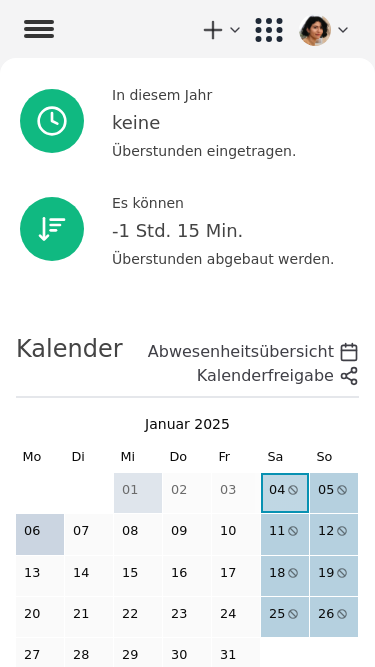 In diesem Jahr
keine
Überstunden eingetragen.
Es können
-1 Std. 15 Min.
Überstunden abgebaut werden.
Kalender
Abwesenheitsübersicht
Kalenderfreigabe
Januar 2025
Mo Di Mi Do Fr Sa So
01 02 03 04 05
06 07 08 09 10 11 12
13 14 15 16 17 18 19
20 21 22 23 24 25 26
27 28 29 30 31